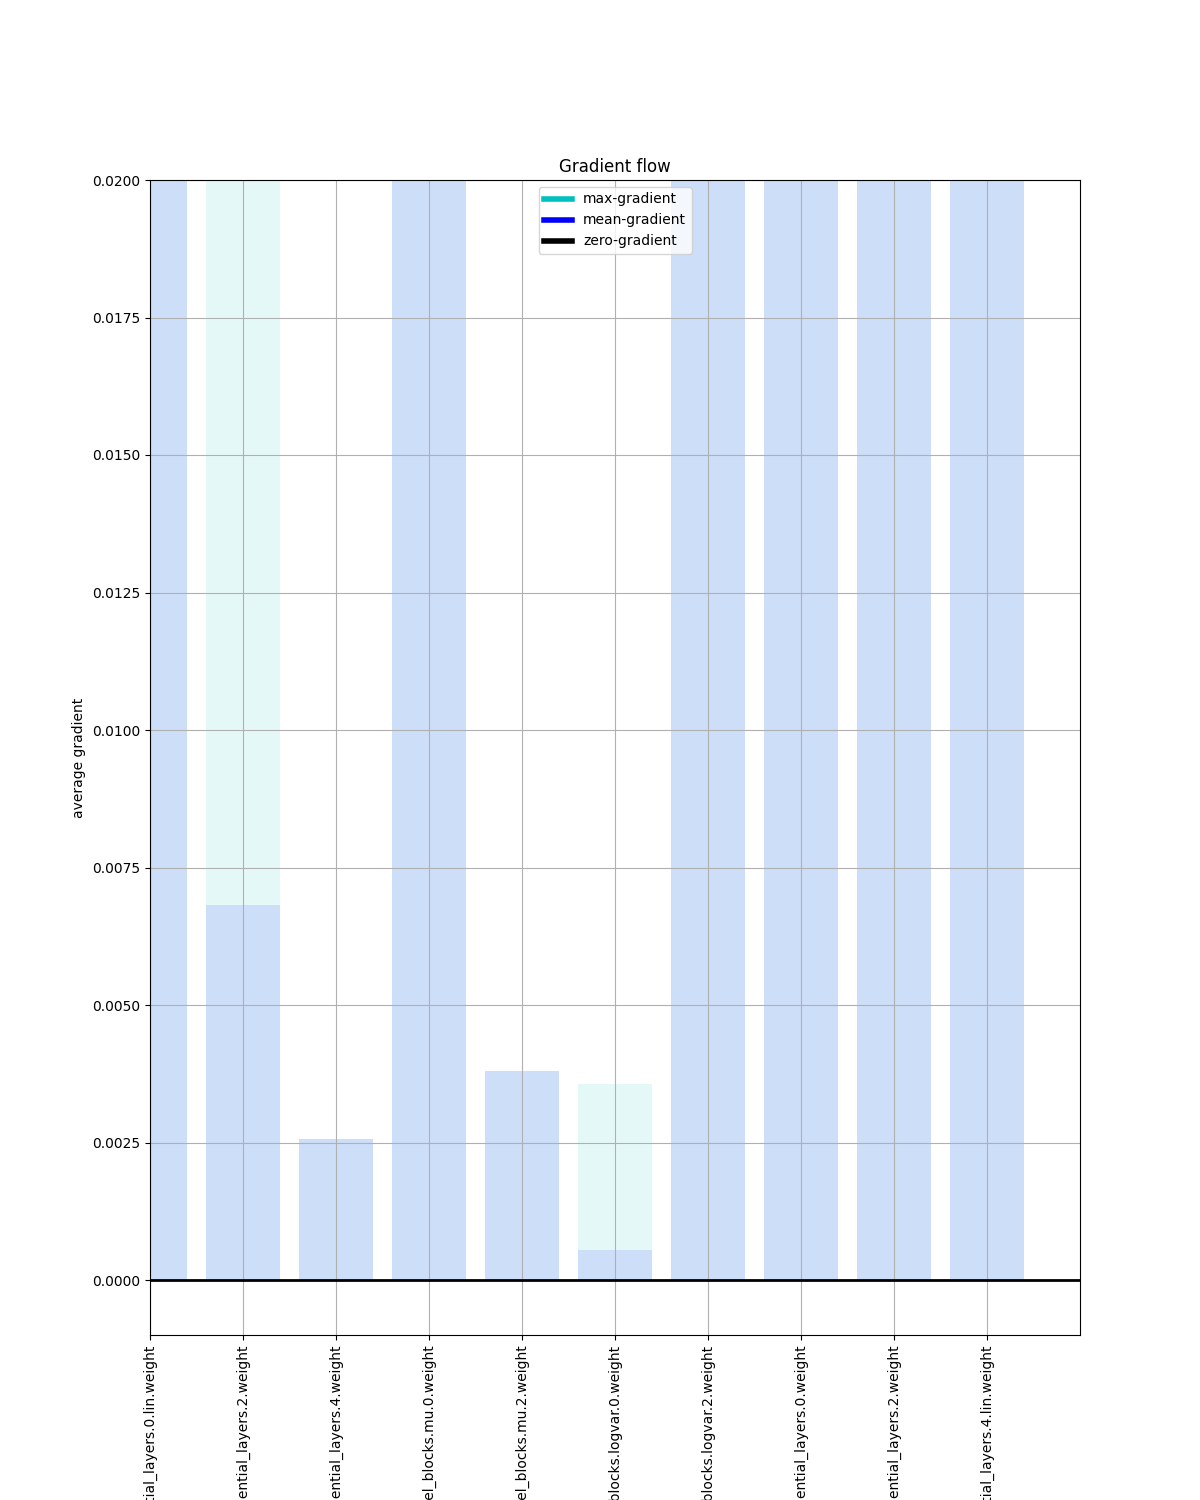 Gradient flow
max-gradient
mean-gradient
zero-gradient
average gradient
0.0200
0.0175
0.0150
0.0125
0.0100
0.0075
0.0050
0.0025
0.0000
tial_layers.0.lin.weight
ential_layers.2.weight
ential_layers.4.weight
el_blocks.mu.0.weight
el_blocks.mu.2.weight
blocks.logvar.0.weight
blocks.logvar.2.weight
ential_layers.0.weight
ential_layers.2.weight
tial_layers.4.lin.weight